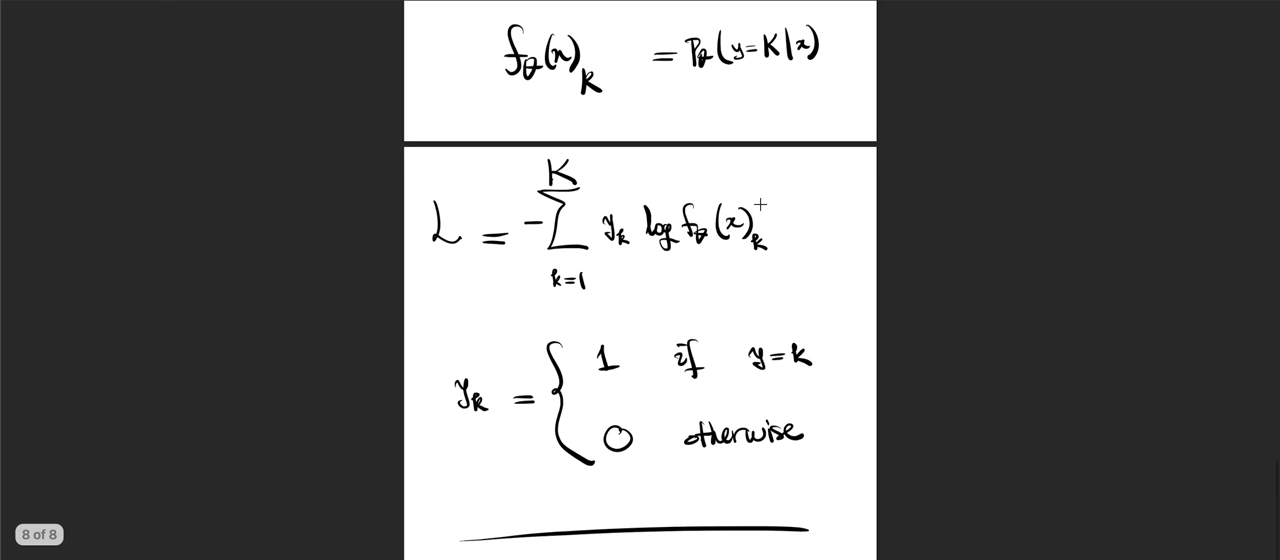 f_θ(x)_k = P_θ(y=K|x)
K
L = -∑ y_k log f_θ(x)_k
k=1
1 if y=k
y_k = {
0 otherwise
8 of 8